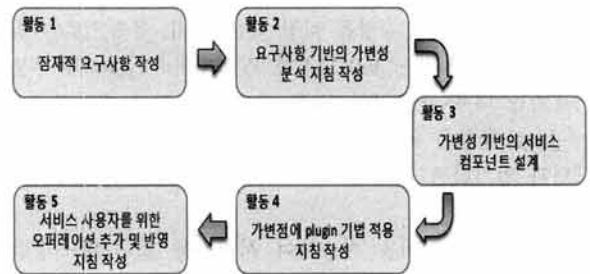 활동 1
잠재적 요구사항 작성
활동 2
요구사항 기반의 가변성
분석 지침 작성
활동 3
가변성 기반의 서비스
컴포넌트 설계
활동 4
가변점에 plugin 기법 적용
지침 작성
활동 5
서비스 사용자를 위한
오퍼레이션 추가 및 반영
지침 작성